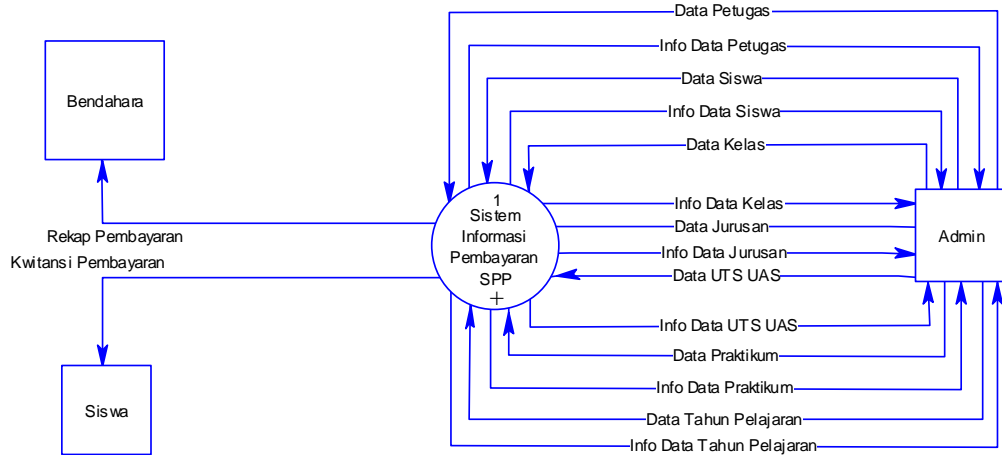 Data Petugas
Info Data Petugas
Data Siswa
Info Data Siswa
Data Kelas
Bendahara
1
Sistem
Informasi
Pembayaran
SPP
+
Info Data Kelas
Data Jurusan
Info Data Jurusan
Data UTS UAS
Admin
Rekap Pembayaran
Kwitansi Pembayaran
Info Data UTS UAS
Data Praktikum
Info Data Praktikum
Data Tahun Pelajaran
Info Data Tahun Pelajaran
Siswa